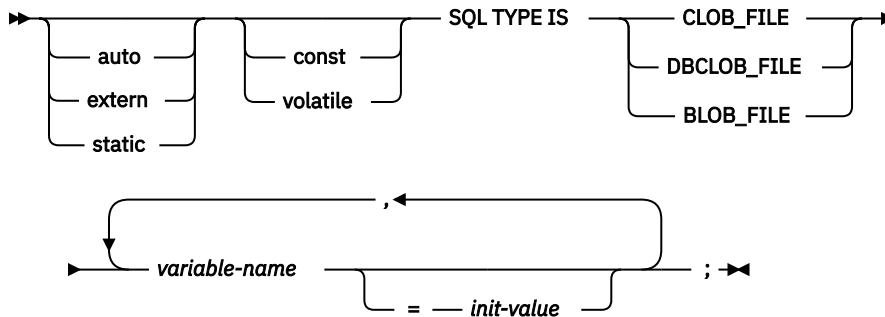 SQL TYPE IS CLOB_FILE
auto const DBCLOB_FILE
extern volatile BLOB_FILE
static
,
variable-name ;
= init-value